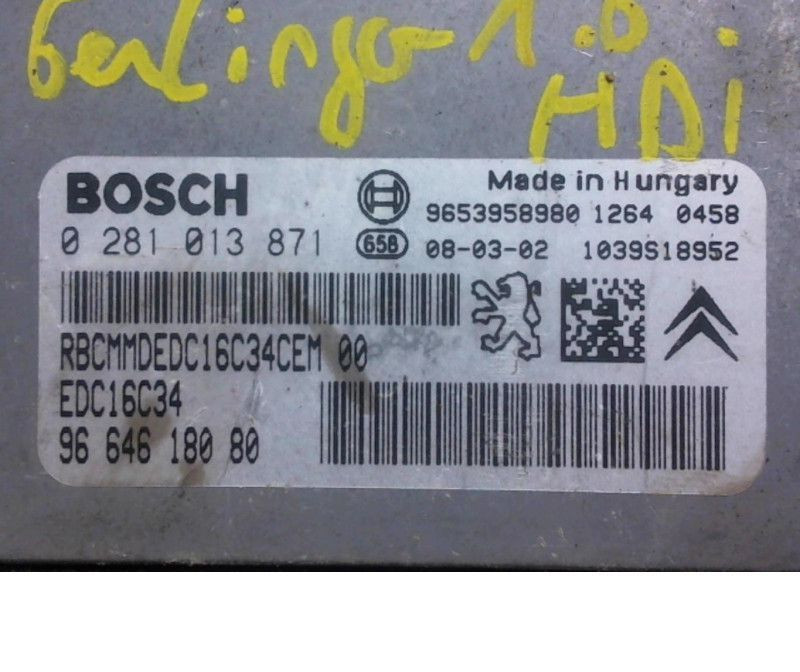 Berlingo 1.6
HDi
BOSCH
Made in Hungary
9653958980 1264 0458
0 281 013 871
656 08-03-02 1039S18952
RBCMMDEDC16C34CEM 00
EDC16C34
96 646 180 80